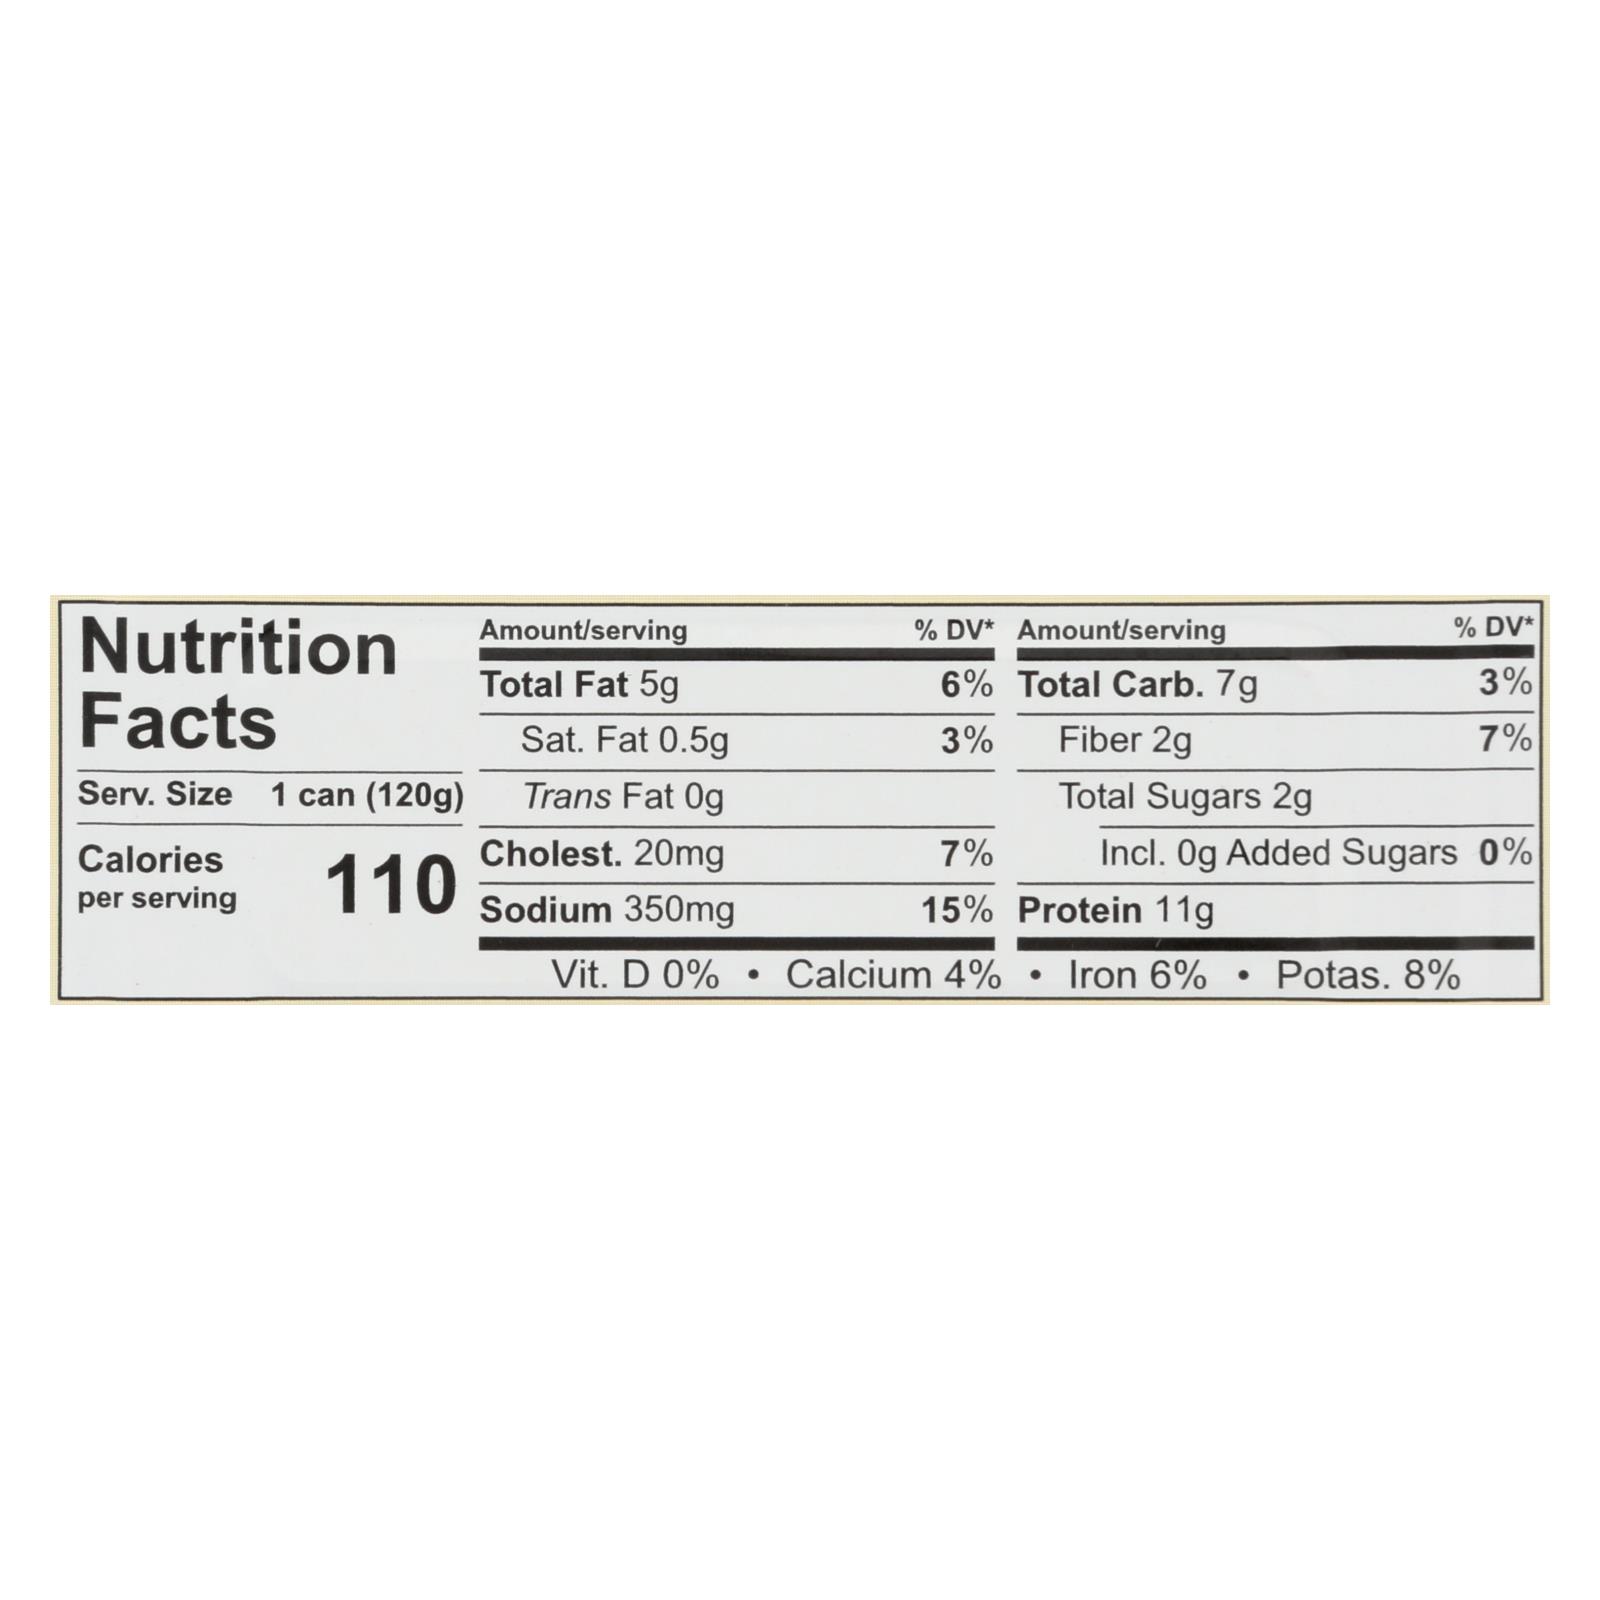 Nutrition
Facts
Serv. Size 1 can (120g)
Calories
per serving
110
Amount/serving % DV*
Total Fat 5g 6%
Sat. Fat 0.5g 3%
Trans Fat 0g
Cholest. 20mg 7%
Sodium 350mg 15%
Amount/serving % DV*
Total Carb. 7g 3%
Fiber 2g 7%
Total Sugars 2g
Incl. 0g Added Sugars 0%
Protein 11g
Vit. D 0% • Calcium 4% • Iron 6% • Potas. 8%